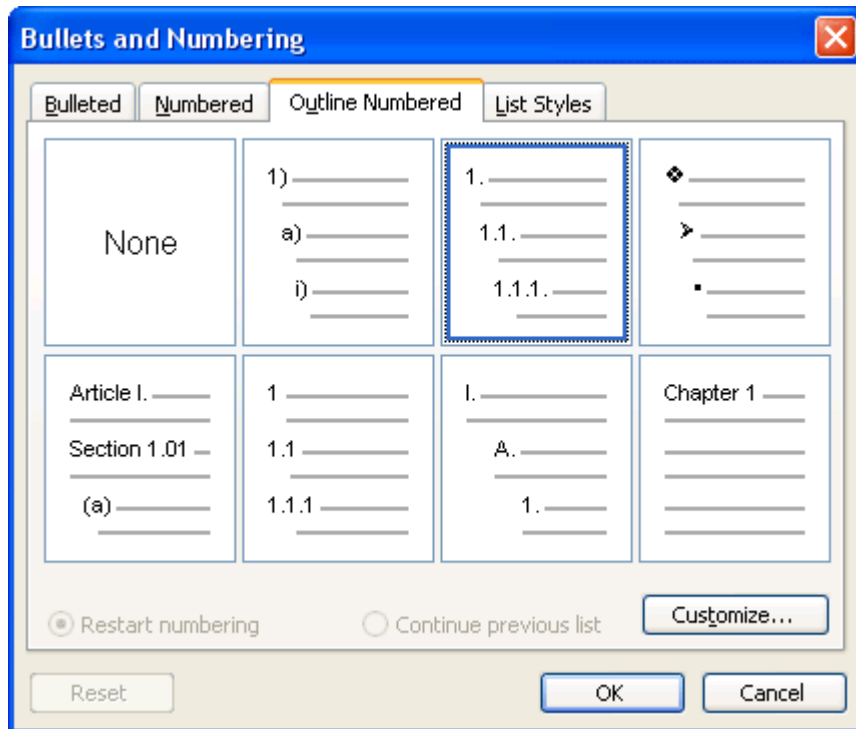 Bullets and Numbering
Bulleted Numbered Outline Numbered List Styles
None
1)
a)
i)
1.
1.1.
1.1.1.
Article I.
Section 1.01
(a)
1
1.1
1.1.1
I.
A.
1.
Chapter 1
Restart numbering Continue previous list Customize...
Reset OK Cancel